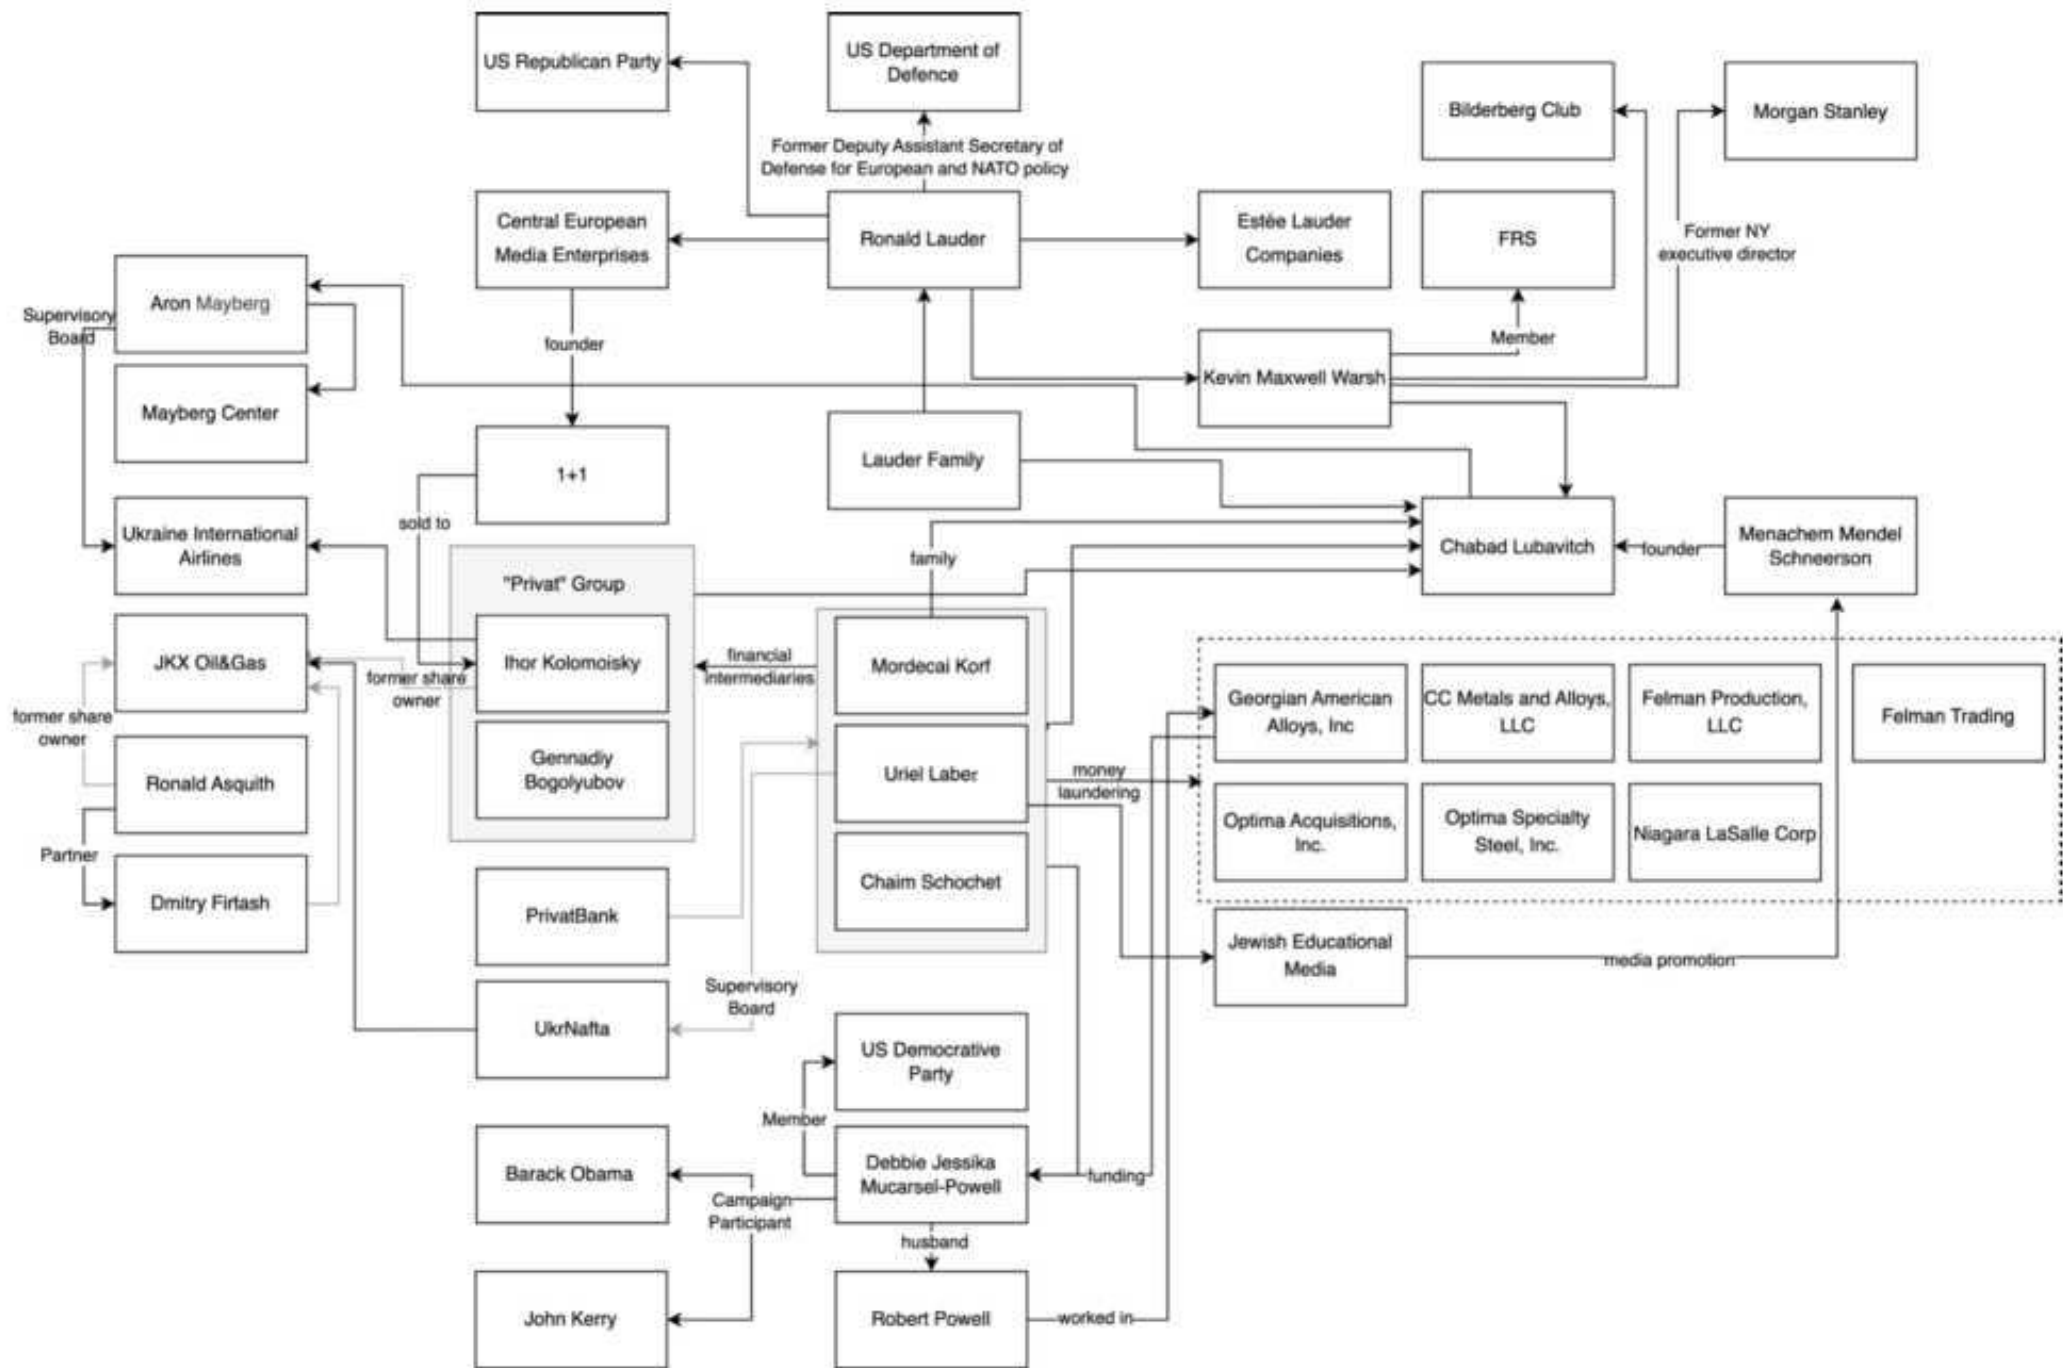 US Republican Party
US Department of
Defence
Bilderberg Club
Morgan Stanley
Former Deputy Assistant Secretary of
Defense for European and NATO policy
Central European
Media Enterprises
Ronald Lauder
Estée Lauder
Companies
FRS
Former NY
executive director
Aron Mayberg
Supervisory
Board
founder
Member
Kevin Maxwell Warsh
Mayberg Center
Lauder Family
1+1
sold to
Ukraine International
Airlines
family
Chabad Lubavitch
founder
Menachem Mendel
Schneerson
"Privat" Group
JKX Oil&Gas
former share
owner
Ihor Kolomoisky
financial
intermediaries
Mordecai Korf
Georgian American
Alloys, Inc
CC Metals and Alloys,
LLC
Felman Production,
LLC
Felman Trading
former share
owner
Ronald Asquith
Gennadiy
Bogolyubov
Uriel Laber
money
laundering
Optima Acquisitions,
Inc.
Optima Specialty
Steel, Inc.
Niagara LaSalle Corp
Partner
Dmitry Firtash
PrivatBank
Chaim Schochet
Jewish Educational
Media
media promotion
Supervisory
Board
UkrNafta
US Democrative
Party
Member
Barack Obama
Campaign
Participant
Debbie Jessika
Mucarsel-Powell
funding
husband
John Kerry
Robert Powell
worked in